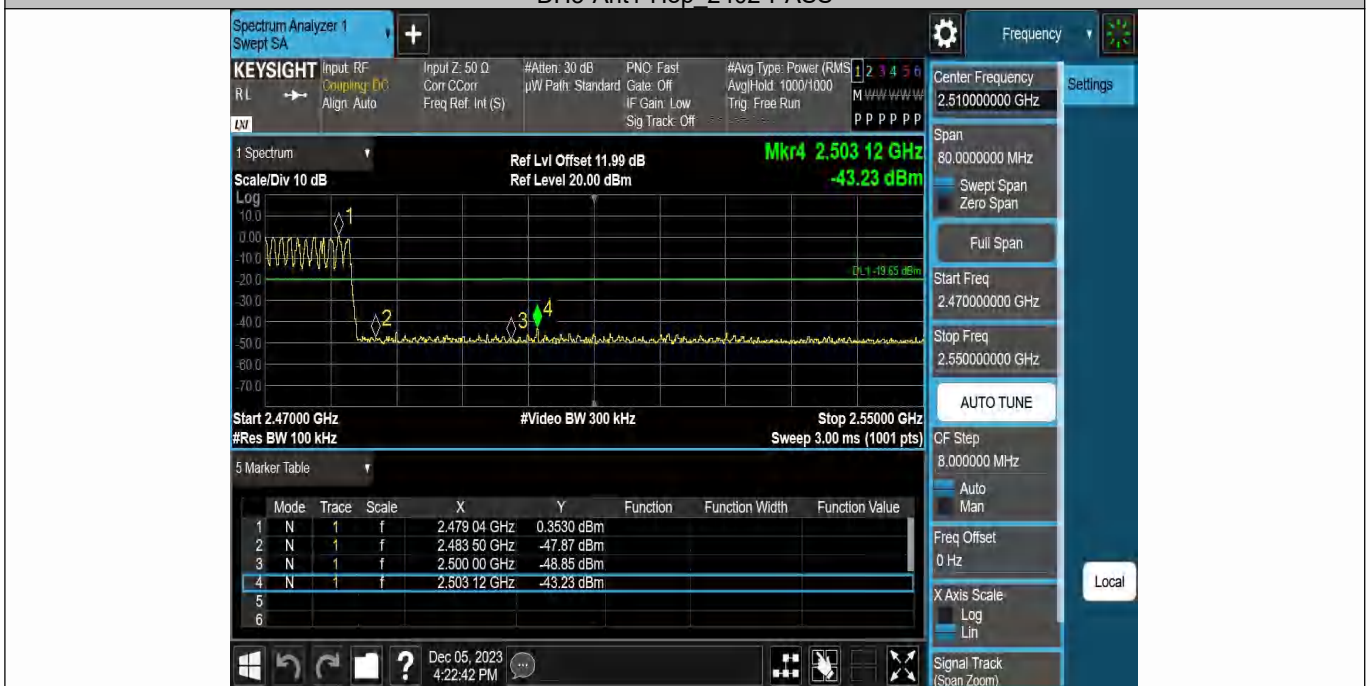 Spectrum Analyzer 1
Swept SA
+
Frequency
KEYSIGHT
RL
LXI
Input: RF
Coupling: DC
Align: Auto
Input Z: 50 Ω
Corr CCorr
Freq Ref: Int (S)
#Atten: 30 dB
µW Path: Standard
PNO: Fast
Gate: Off
IF Gain: Low
Sig Track: Off
#Avg Type: Power (RMS
Avg|Hold: 1000/1000
Trig: Free Run
1 2 3 4 5 6
M W W W W W
P P P P P P
1 Spectrum
Scale/Div 10 dB
Ref Lvl Offset 11.99 dB
Ref Level 20.00 dBm
Mkr4 2.503 12 GHz
-43.23 dBm
Log
10.0
0.00
-10.0
-20.0
-30.0
-40.0
-50.0
-60.0
-70.0
1
2
3
4
DL1 -19.65 dBm
Start 2.47000 GHz
#Res BW 100 kHz
#Video BW 300 kHz
Stop 2.55000 GHz
Sweep 3.00 ms (1001 pts)
5 Marker Table
Mode Trace Scale X Y Function Function Width Function Value
1 N 1 f 2.479 04 GHz 0.3530 dBm
2 N 1 f 2.483 50 GHz -47.87 dBm
3 N 1 f 2.500 00 GHz -48.85 dBm
4 N 1 f 2.503 12 GHz -43.23 dBm
5
6
?
Dec 05, 2023
4:22:42 PM
Center Frequency
2.510000000 GHz
Settings
Span
80.0000000 MHz
Swept Span
Zero Span
Full Span
Start Freq
2.470000000 GHz
Stop Freq
2.550000000 GHz
AUTO TUNE
CF Step
8.000000 MHz
Auto
Man
Freq Offset
0 Hz
Local
X Axis Scale
Log
Lin
Signal Track
(Span Zoom)